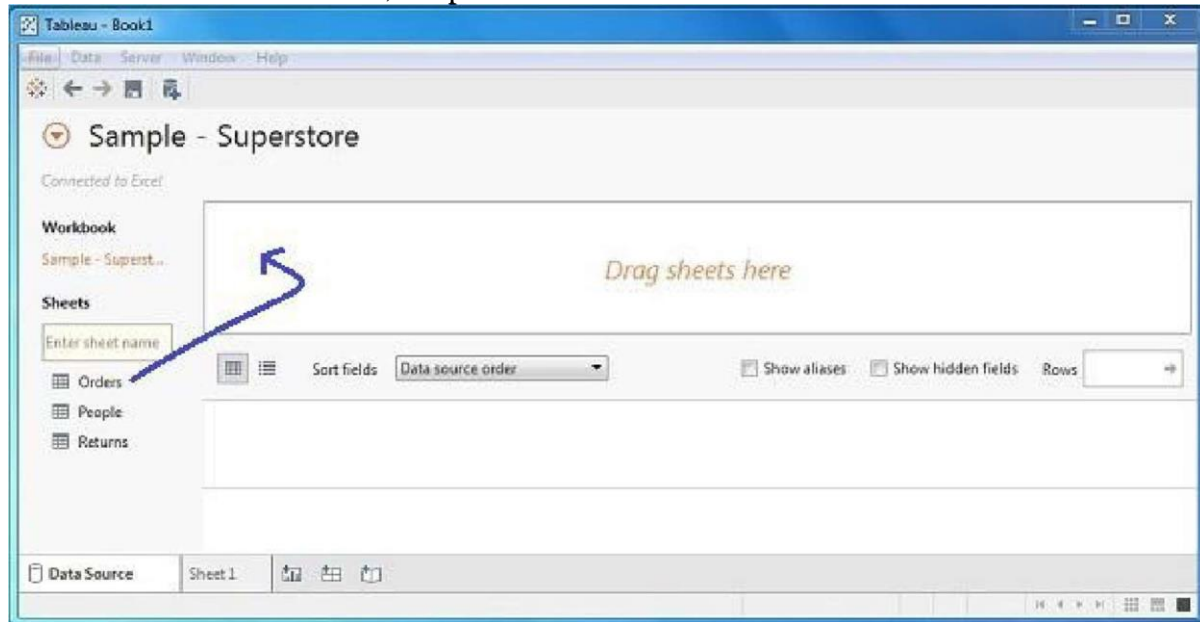 Tableau - Book1
File Data Server Window Help
Sample - Superstore
Connected to Excel
Workbook
Sample - Superst...
Drag sheets here
Sheets
Enter sheet name
Sort fields Data source order Show aliases Show hidden fields Rows
Orders
People
Returns
Data Source Sheet 1